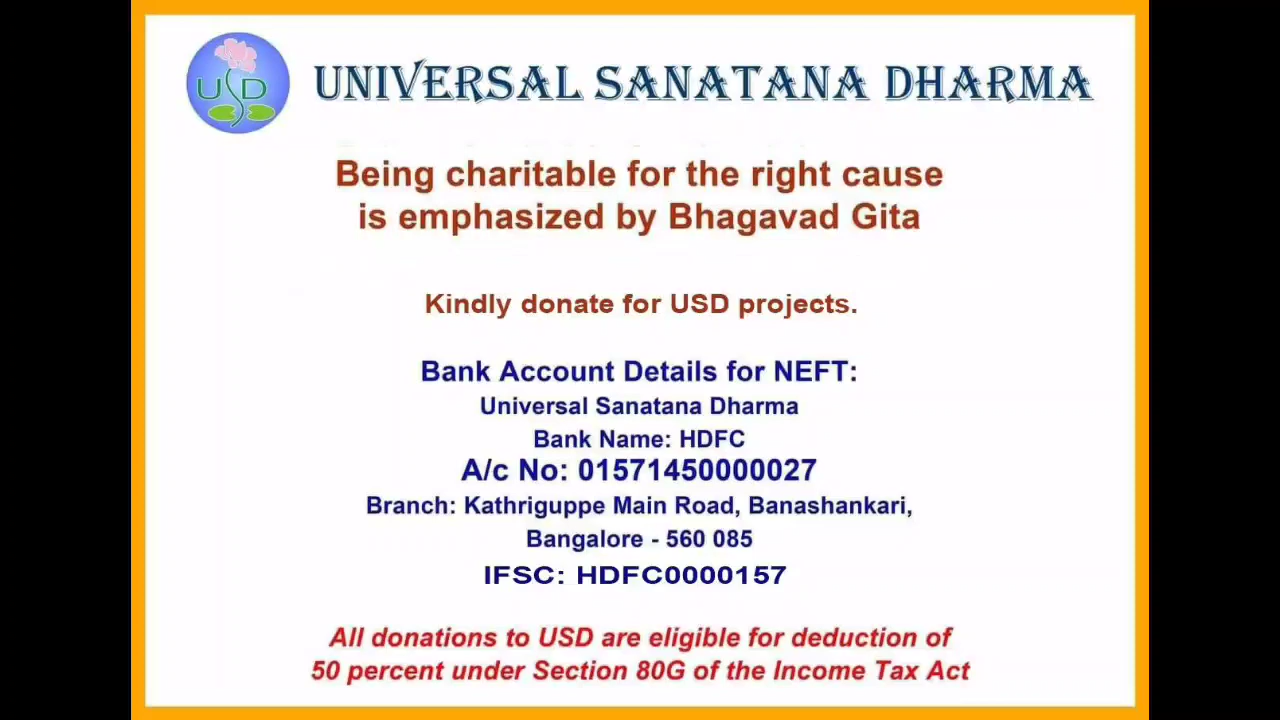 USD
UNIVERSAL SANATANA DHARMA
Being charitable for the right cause
is emphasized by Bhagavad Gita
Kindly donate for USD projects.
Bank Account Details for NEFT:
Universal Sanatana Dharma
Bank Name: HDFC
A/c No: 01571450000027
Branch: Kathriguppe Main Road, Banashankari,
Bangalore - 560 085
IFSC: HDFC0000157
All donations to USD are eligible for deduction of
50 percent under Section 80G of the Income Tax Act